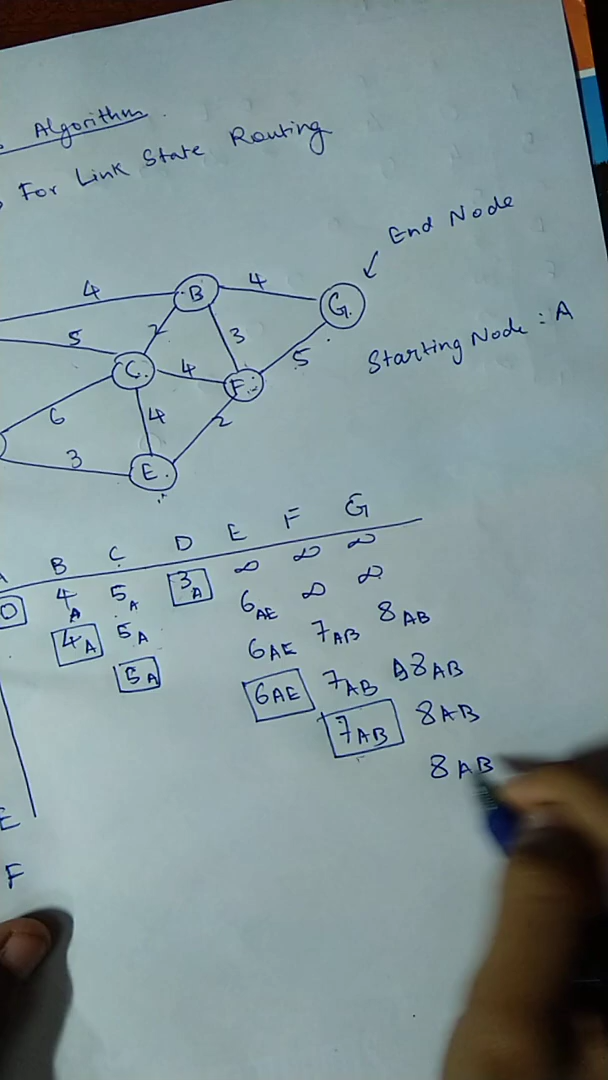 Algorithm
For Link State Routing
End Node
4 B 4 G.
Starting Node : A
5 2 3
C. 4 F. 5
6 4 2
3 E.
B C D E F G
0 4A 5A 3A ∞ ∞ ∞
4A 5A 6AE ∞ ∞
5A 6AE 7AB 8AB
6AE 7AB 8AB
7AB 8AB
8AB
E
F